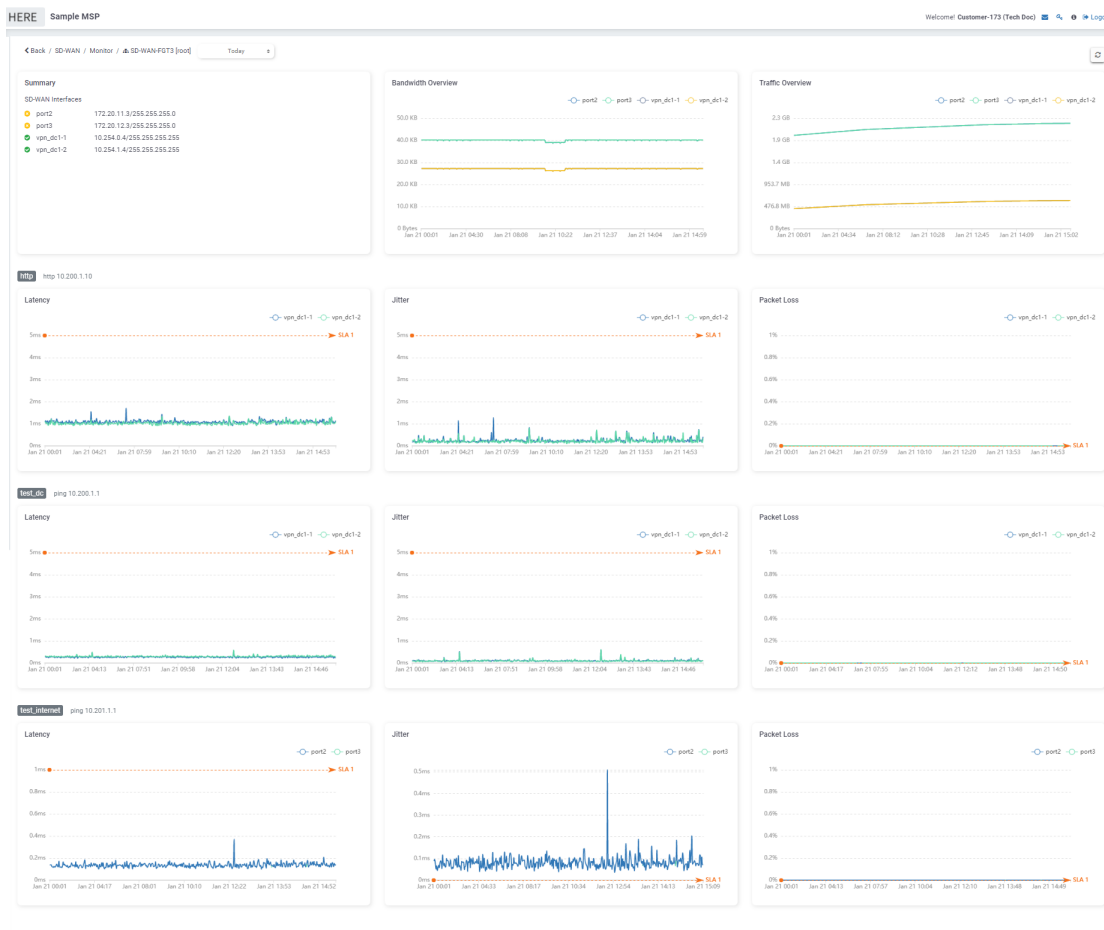 HERE Sample MSP
Welcome! Customer-173 (Tech Doc) Logo
Back / SD-WAN / Monitor / SD-WAN-FGT3 [root] Today
Summary
SD-WAN Interfaces
port2 172.20.11.3/255.255.255.0
port3 172.20.12.3/255.255.255.0
vpn_dc1-1 10.254.0.4/255.255.255.255
vpn_dc1-2 10.254.1.4/255.255.255.255
Bandwidth Overview
port2 port3 vpn_dc1-1 vpn_dc1-2
50.0 KB
40.0 KB
30.0 KB
20.0 KB
10.0 KB
0 Bytes
Jan 21 00:01 Jan 21 04:30 Jan 21 08:08 Jan 21 10:22 Jan 21 12:37 Jan 21 14:04 Jan 21 14:59
Traffic Overview
port2 port3 vpn_dc1-1 vpn_dc1-2
2.3 GB
1.9 GB
1.4 GB
953.7 MB
476.8 MB
0 Bytes
Jan 21 00:01 Jan 21 04:34 Jan 21 08:12 Jan 21 10:28 Jan 21 12:45 Jan 21 14:09 Jan 21 15:02
http http 10.200.1.10
Latency
vpn_dc1-1 vpn_dc1-2
5ms SLA 1
4ms
3ms
2ms
1ms
0ms
Jan 21 00:01 Jan 21 04:21 Jan 21 07:59 Jan 21 10:10 Jan 21 12:20 Jan 21 13:53 Jan 21 14:53
Jitter
vpn_dc1-1 vpn_dc1-2
5ms SLA 1
4ms
3ms
2ms
1ms
0ms
Jan 21 00:01 Jan 21 04:21 Jan 21 07:59 Jan 21 10:10 Jan 21 12:20 Jan 21 13:53 Jan 21 14:53
Packet Loss
vpn_dc1-1 vpn_dc1-2
1%
0.8%
0.6%
0.4%
0.2%
0% SLA 1
Jan 21 00:01 Jan 21 04:21 Jan 21 07:59 Jan 21 10:10 Jan 21 12:20 Jan 21 13:53 Jan 21 14:53
test_dc ping 10.200.1.1
Latency
vpn_dc1-1 vpn_dc1-2
5ms SLA 1
4ms
3ms
2ms
1ms
0ms
Jan 21 00:01 Jan 21 04:13 Jan 21 07:51 Jan 21 09:58 Jan 21 12:04 Jan 21 13:43 Jan 21 14:46
Jitter
vpn_dc1-1 vpn_dc1-2
5ms SLA 1
4ms
3ms
2ms
1ms
0ms
Jan 21 00:01 Jan 21 04:13 Jan 21 07:51 Jan 21 09:58 Jan 21 12:04 Jan 21 13:43 Jan 21 14:46
Packet Loss
vpn_dc1-1 vpn_dc1-2
1%
0.8%
0.6%
0.4%
0.2%
0% SLA 1
Jan 21 00:01 Jan 21 04:17 Jan 21 07:55 Jan 21 10:04 Jan 21 12:12 Jan 21 13:48 Jan 21 14:50
test_internet ping 10.201.1.1
Latency
port2 port3
1ms SLA 1
0.8ms
0.6ms
0.4ms
0.2ms
0ms
Jan 21 00:01 Jan 21 04:17 Jan 21 08:01 Jan 21 10:10 Jan 21 12:22 Jan 21 13:53 Jan 21 14:52
Jitter
port2 port3
0.5ms
0.4ms
0.3ms
0.2ms
0.1ms
0ms SLA 1
Jan 21 00:01 Jan 21 04:33 Jan 21 08:17 Jan 21 10:34 Jan 21 12:54 Jan 21 14:13 Jan 21 15:09
Packet Loss
port2 port3
1%
0.8%
0.6%
0.4%
0.2%
0% SLA 1
Jan 21 00:01 Jan 21 04:13 Jan 21 07:57 Jan 21 10:04 Jan 21 12:10 Jan 21 13:48 Jan 21 14:49